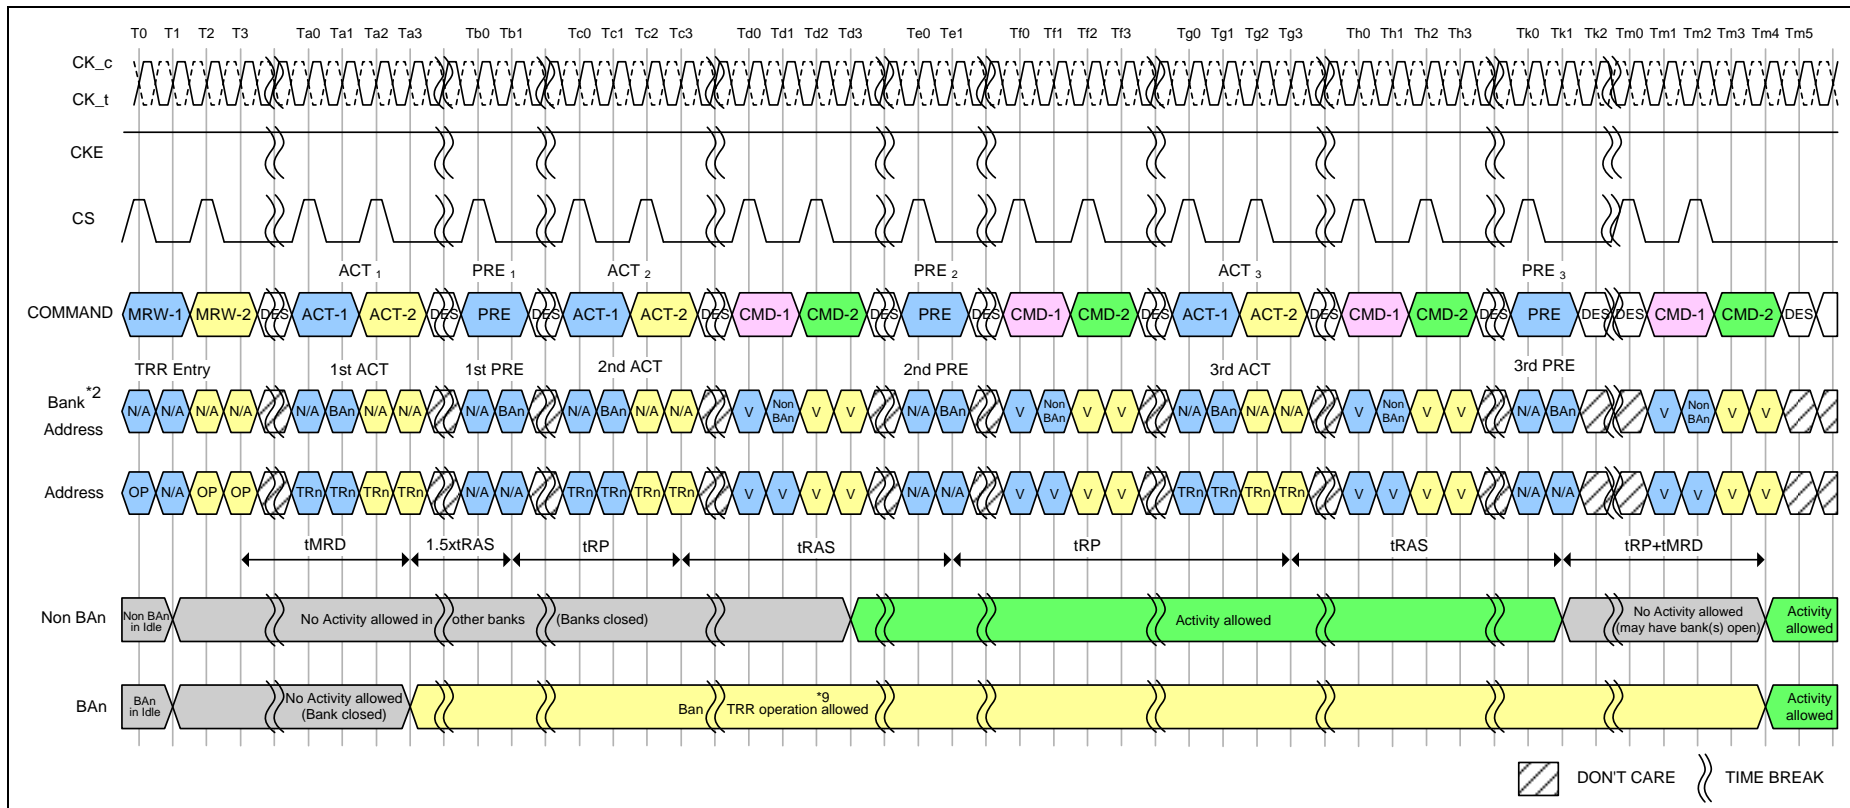 T0 T1 T2 T3 Ta0 Ta1 Ta2 Ta3 Tb0 Tb1 Tc0 Tc1 Tc2 Tc3 Td0 Td1 Td2 Td3 Te0 Te1 Tf0 Tf1 Tf2 Tf3 Tg0 Tg1 Tg2 Tg3 Th0 Th1 Th2 Th3 Tk0 Tk1 Tk2 Tm0 Tm1 Tm2 Tm3 Tm4 Tm5
CK_c
CK_t
CKE
CS
ACT 1 PRE 1 ACT 2 PRE 2 ACT 3 PRE 3
COMMAND MRW-1 MRW-2 DES ACT-1 ACT-2 DES PRE DES ACT-1 ACT-2 DES CMD-1 CMD-2 DES PRE DES CMD-1 CMD-2 DES ACT-1 ACT-2 DES CMD-1 CMD-2 DES PRE DES DES CMD-1 CMD-2 DES
TRR Entry 1st ACT 1st PRE 2nd ACT 2nd PRE 3rd ACT 3rd PRE
Bank*2 Address N/A N/A N/A N/A N/A BAn N/A N/A N/A BAn N/A BAn N/A N/A V Non BAn V V N/A BAn V Non BAn V V N/A BAn N/A N/A V Non BAn V V N/A BAn V Non BAn V V
Address OP N/A OP OP TRn TRn TRn TRn N/A N/A TRn TRn TRn TRn V V V V N/A N/A V V V V TRn TRn TRn TRn V V V V N/A N/A V V V V
tMRD 1.5xtRAS tRP tRAS tRP tRAS tRP+tMRD
Non BAn
Non BAn in Idle
No Activity allowed in other banks (Banks closed)
Activity allowed
No Activity allowed
(may have bank(s) open)
Activity
allowed
BAn
BAn in Idle
No Activity allowed
(Bank closed)
Ban TRR operation allowed *9
Activity
allowed
DON'T CARE TIME BREAK